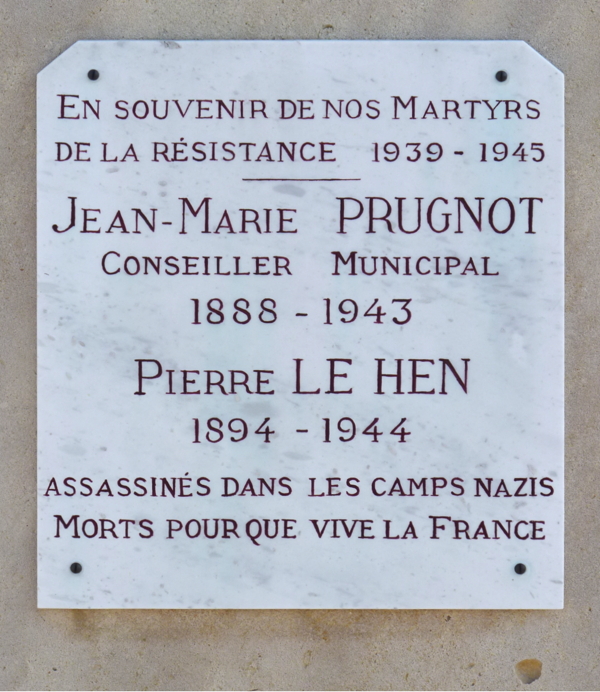 En souvenir de nos Martyrs
de la Résistance 1939 - 1945
Jean-Marie PRUGNOT
Conseiller Municipal
1888 - 1943
Pierre LE HEN
1894 - 1944
assassinés dans les camps nazis
Morts pour que vive la France